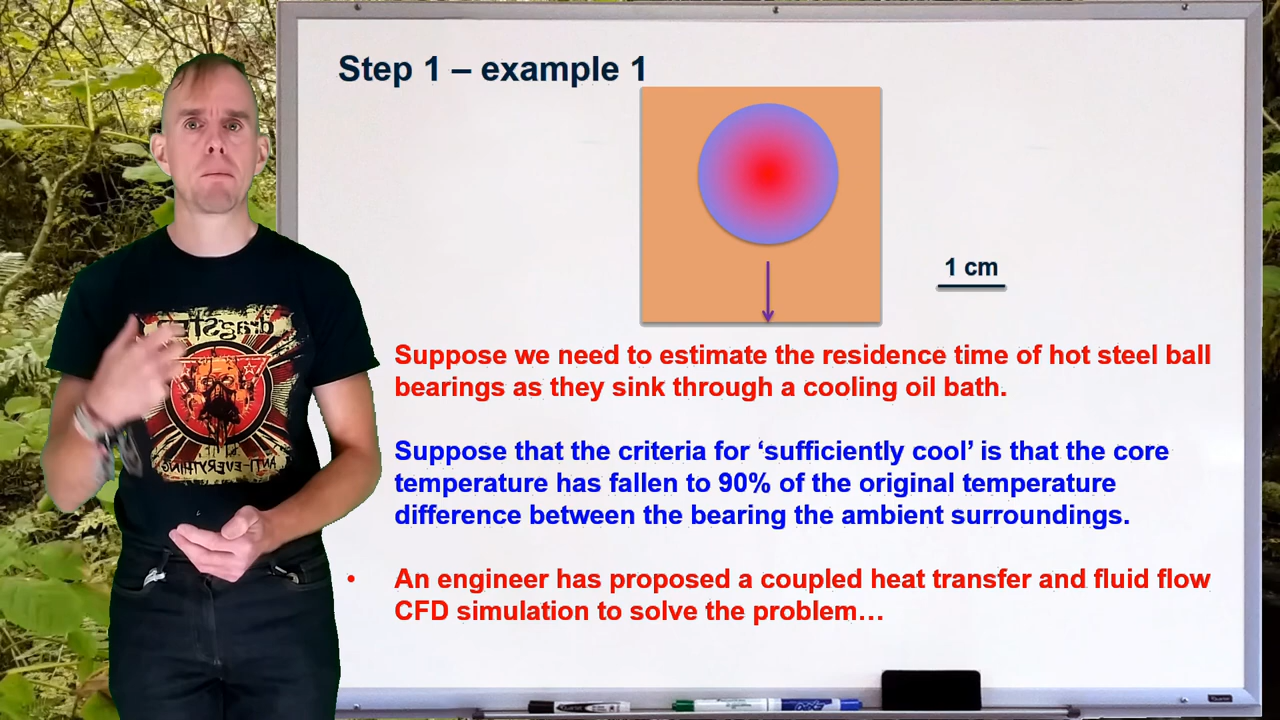 Step 1 – example 1
1 cm
Suppose we need to estimate the residence time of hot steel ball
bearings as they sink through a cooling oil bath.
Suppose that the criteria for ‘sufficiently cool’ is that the core
temperature has fallen to 90% of the original temperature
difference between the bearing the ambient surroundings.
• An engineer has proposed a coupled heat transfer and fluid flow
CFD simulation to solve the problem…
dragSTER
ANTI-EVERYTHING